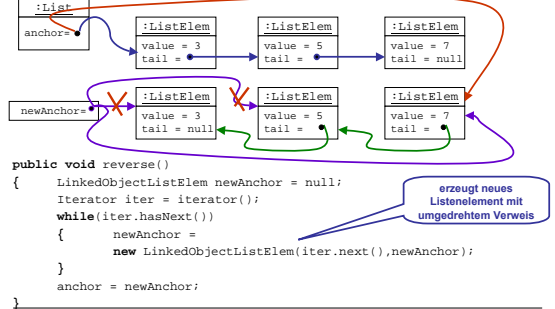 :List
anchor=
:ListElem :ListElem :ListElem
value = 3 value = 5 value = 7
tail = tail = tail = null
:ListElem :ListElem :ListElem
newAnchor=
value = 3 value = 5 value = 7
tail = null tail = tail =
public void reverse()
{ LinkedObjectListElem newAnchor = null;
Iterator iter = iterator();
while(iter.hasNext())
{ newAnchor =
new LinkedObjectListElem(iter.next(),newAnchor);
}
anchor = newAnchor;
}
erzeugt neues
Listenelement mit
umgedrehtem Verweis